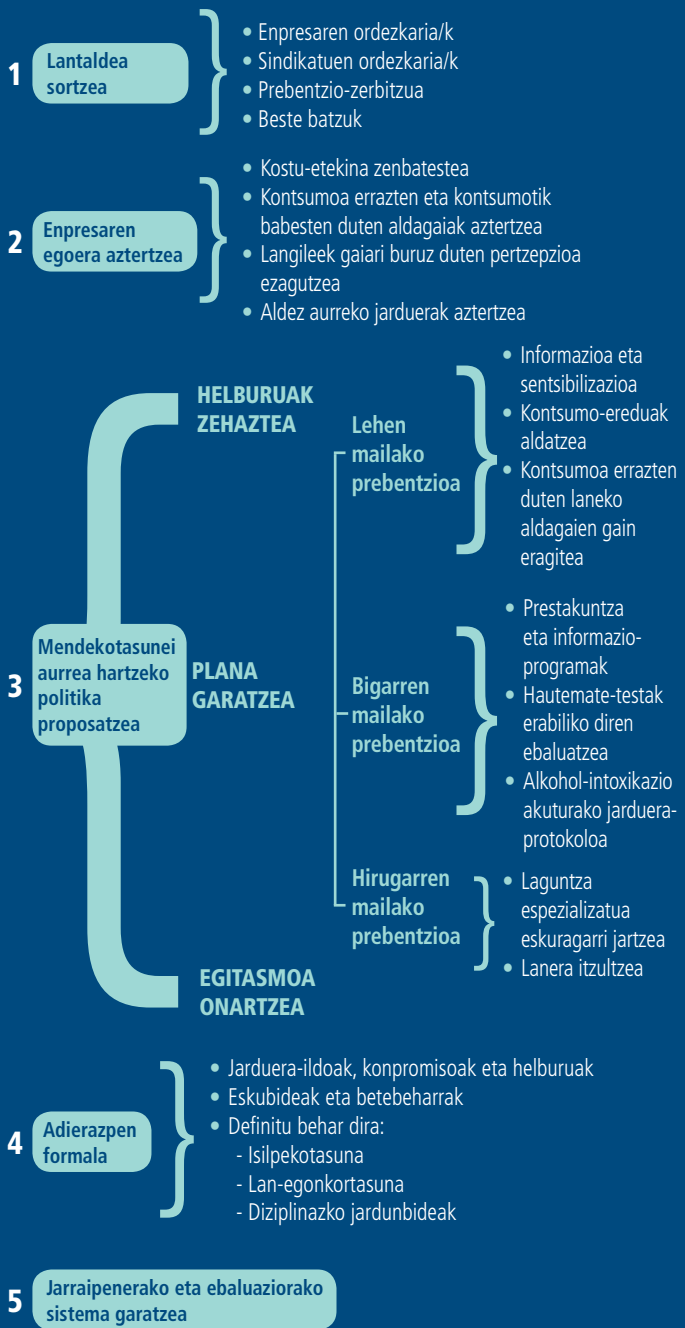 1
Lantaldea
sortzea
• Enpresaren ordezkaria/k
• Sindikatuen ordezkaria/k
• Prebentzio-zerbitzua
• Beste batzuk
2
Enpresaren
egoera aztertzea
• Kostu-etekina zenbatestea
• Kontsumoa errazten eta kontsumotik
babesten duten aldagaiak aztertzea
• Langileek gaiari buruz duten pertzepzioa
ezagutzea
• Aldez aurreko jarduerak aztertzea
3
Mendekotasunei
aurrea hartzeko
politika
proposatzea
HELBURUAK
ZEHAZTEA
PLANA
GARATZEA
Lehen
mailako
prebentzioa
• Informazioa eta
sentsibilizazioa
• Kontsumo-ereduak
aldatzea
• Kontsumoa errazten
duten laneko
aldagaien gain
eragitea
Bigarren
mailako
prebentzioa
• Prestakuntza
eta informazio-
programak
• Hautemate-testak
erabiliko diren
ebaluatzea
• Alkohol-intoxikazio
akuturako jarduera-
protokoloa
Hirugarren
mailako
prebentzioa
• Laguntza
espezializatua
eskuragarri jartzea
• Lanera itzultzea
EGITASMOA
ONARTZEA
4
Adierazpen
formala
• Jarduera-ildoak, konpromisoak eta helburuak
• Eskubideak eta betebeharrak
• Definitu behar dira:
- Isilpekotasuna
- Lan-egonkortasuna
- Diziplinazko jardunbideak
5
Jarraipenerako eta ebaluaziorako
sistema garatzea